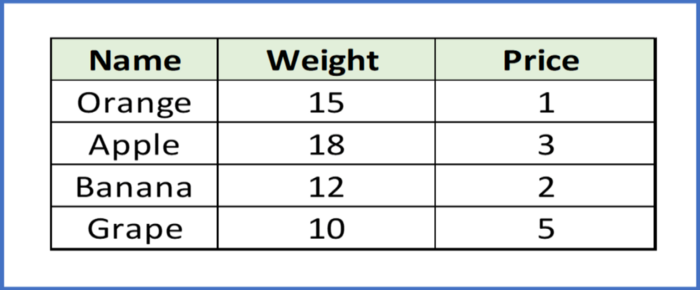 Name Weight Price
Orange 15 1
Apple 18 3
Banana 12 2
Grape 10 5